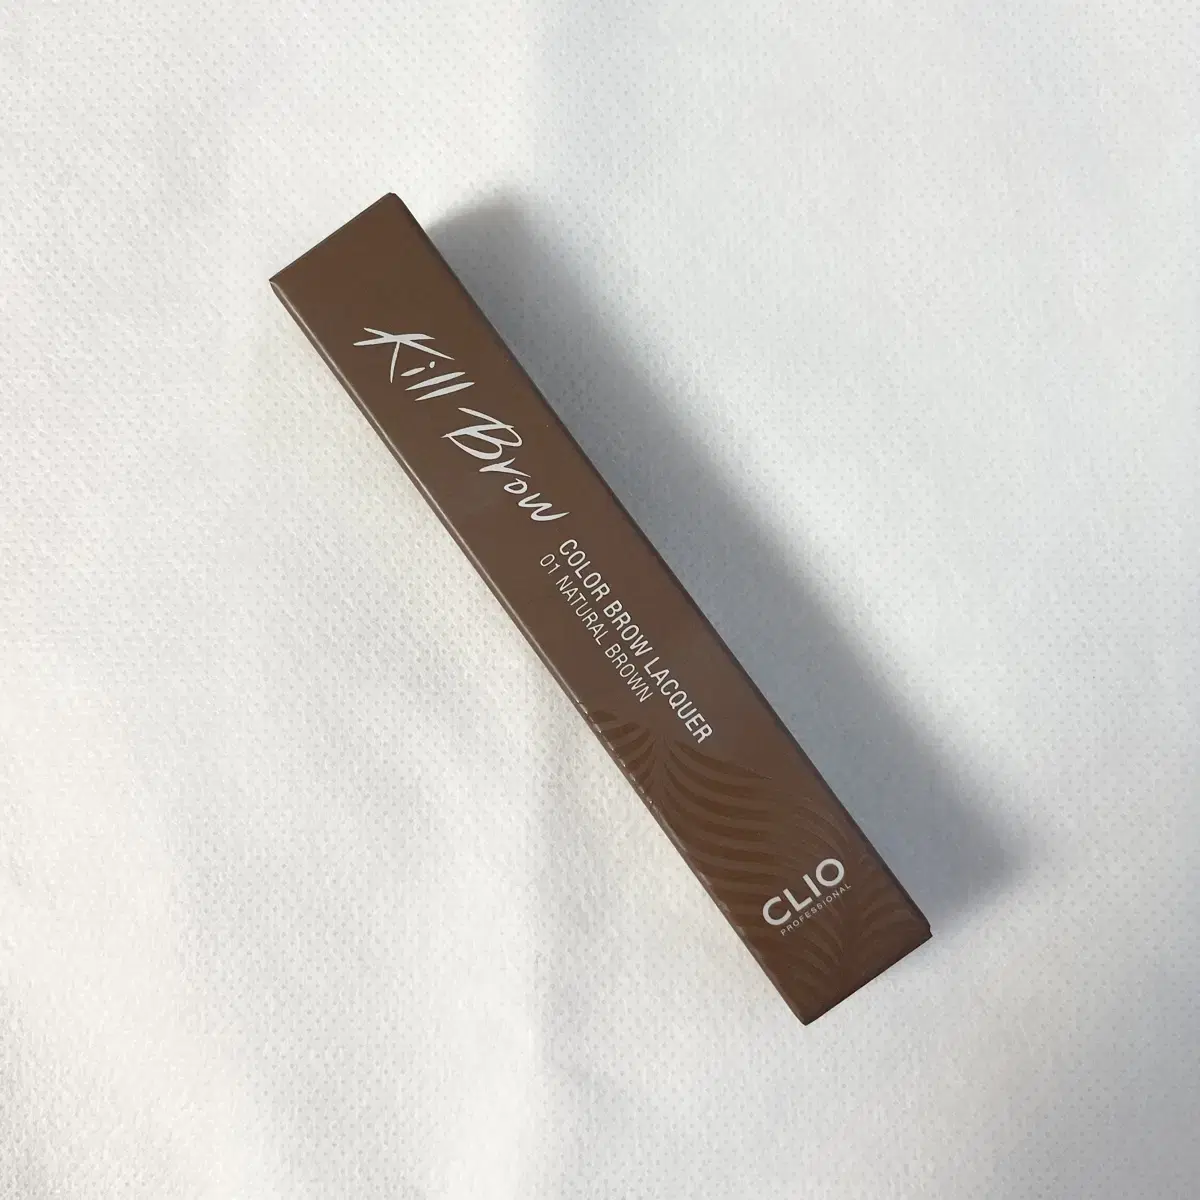 Kill Brow
COLOR BROW LACQUER
01 NATURAL BROWN
CLIO
PROFESSIONAL